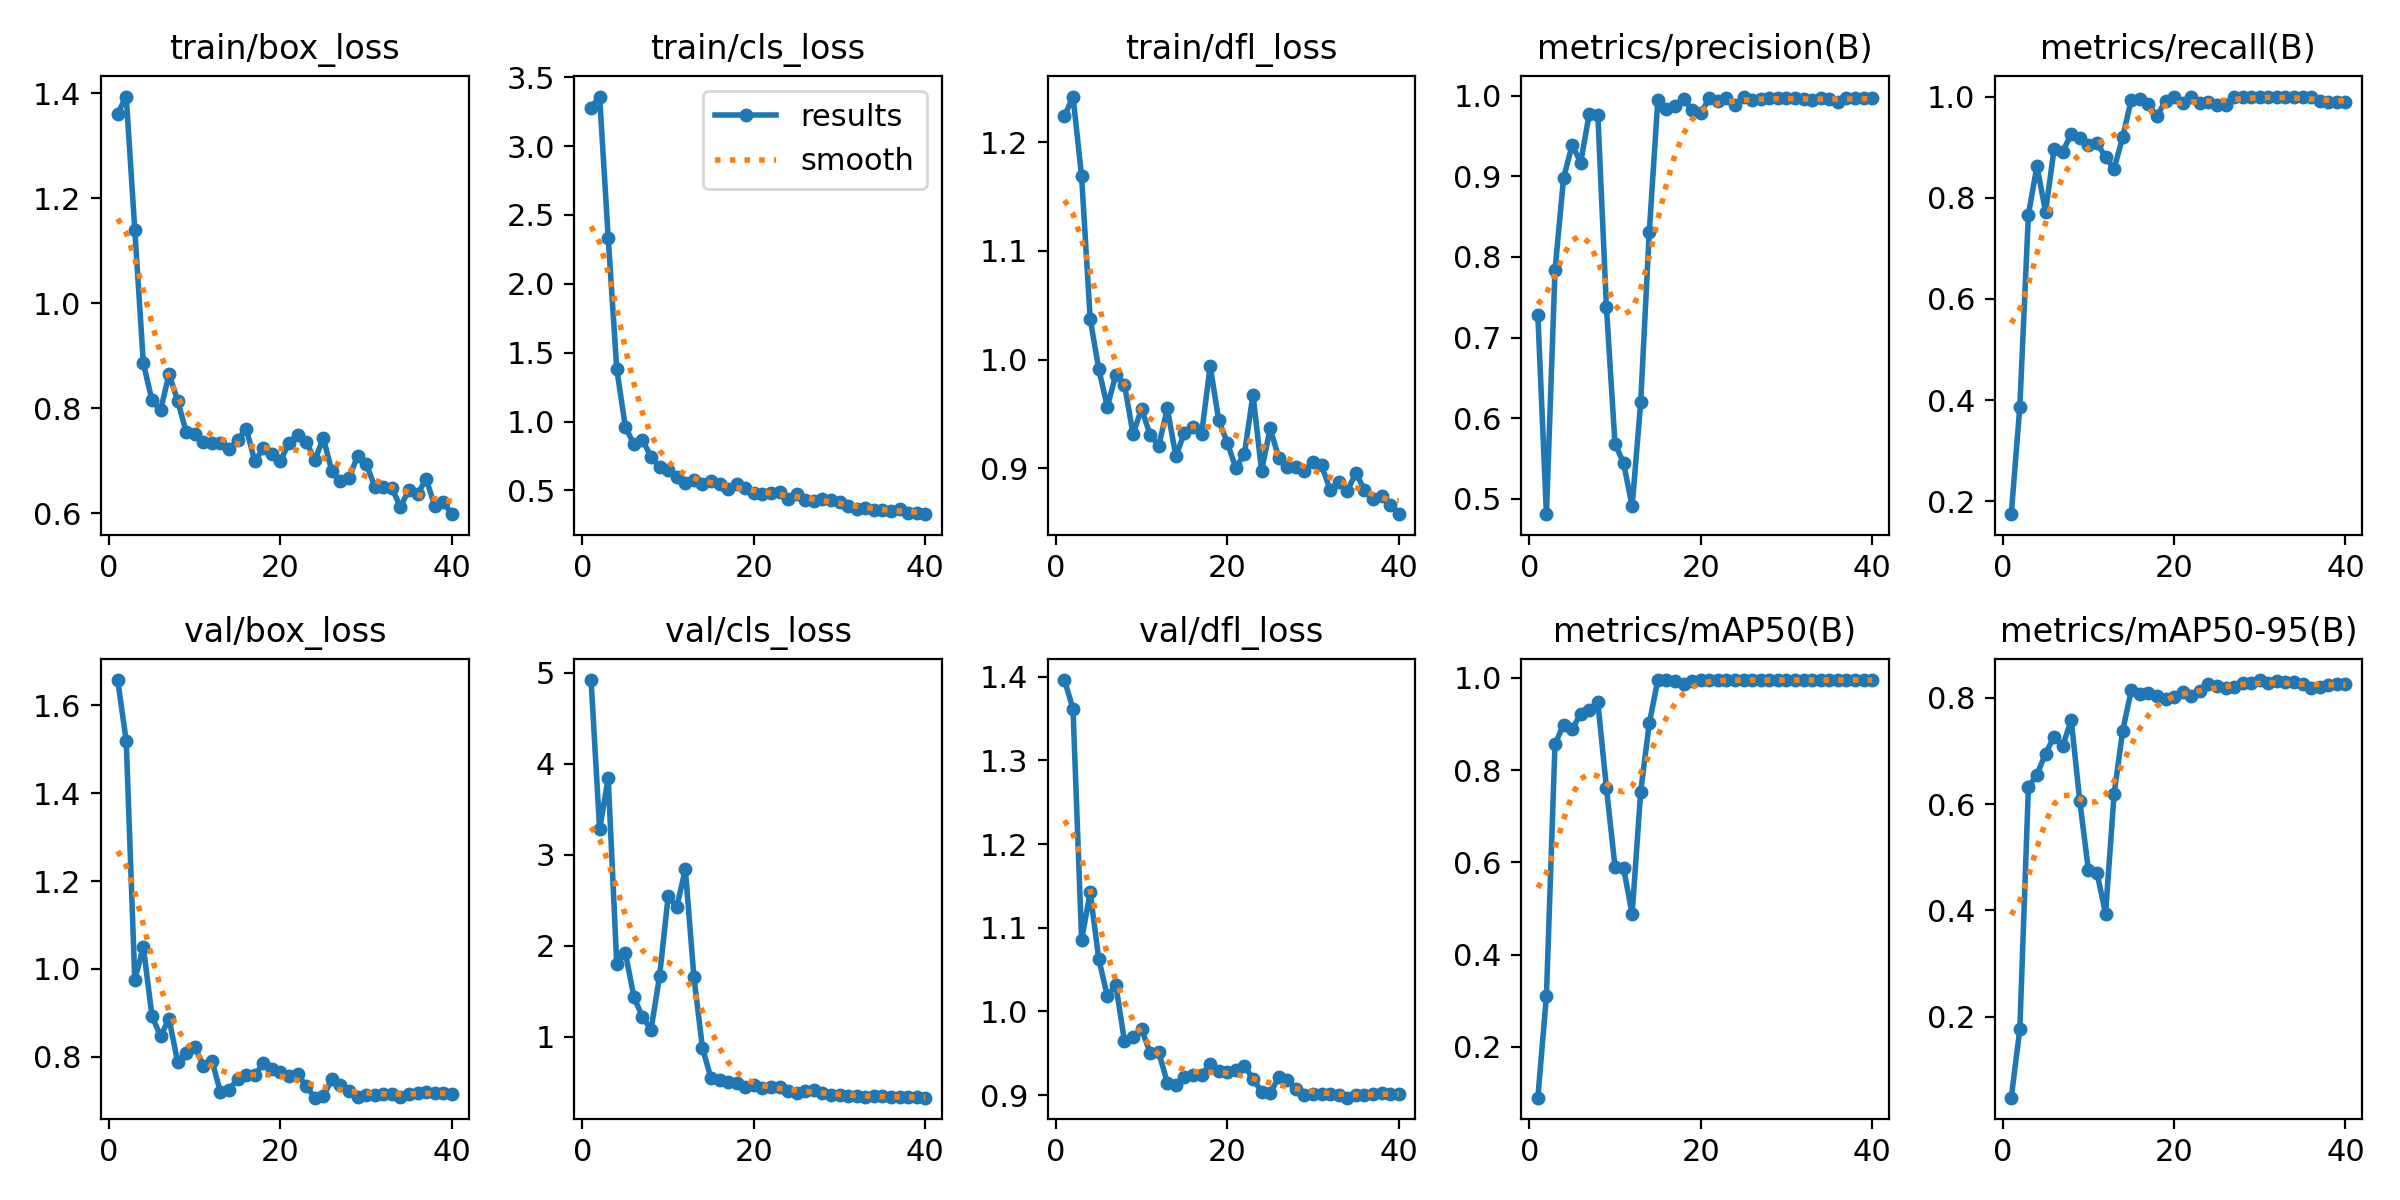 train/box_loss
1.4
1.2
1.0
0.8
0.6
0 20 40
train/cls_loss
3.5
3.0
2.5
2.0
1.5
1.0
0.5
0 20 40
results
smooth
train/dfl_loss
1.2
1.1
1.0
0.9
0 20 40
metrics/precision(B)
1.0
0.9
0.8
0.7
0.6
0.5
0 20 40
metrics/recall(B)
1.0
0.8
0.6
0.4
0.2
0 20 40
val/box_loss
1.6
1.4
1.2
1.0
0.8
0 20 40
val/cls_loss
5
4
3
2
1
0 20 40
val/dfl_loss
1.4
1.3
1.2
1.1
1.0
0.9
0 20 40
metrics/mAP50(B)
1.0
0.8
0.6
0.4
0.2
0 20 40
metrics/mAP50-95(B)
0.8
0.6
0.4
0.2
0 20 40